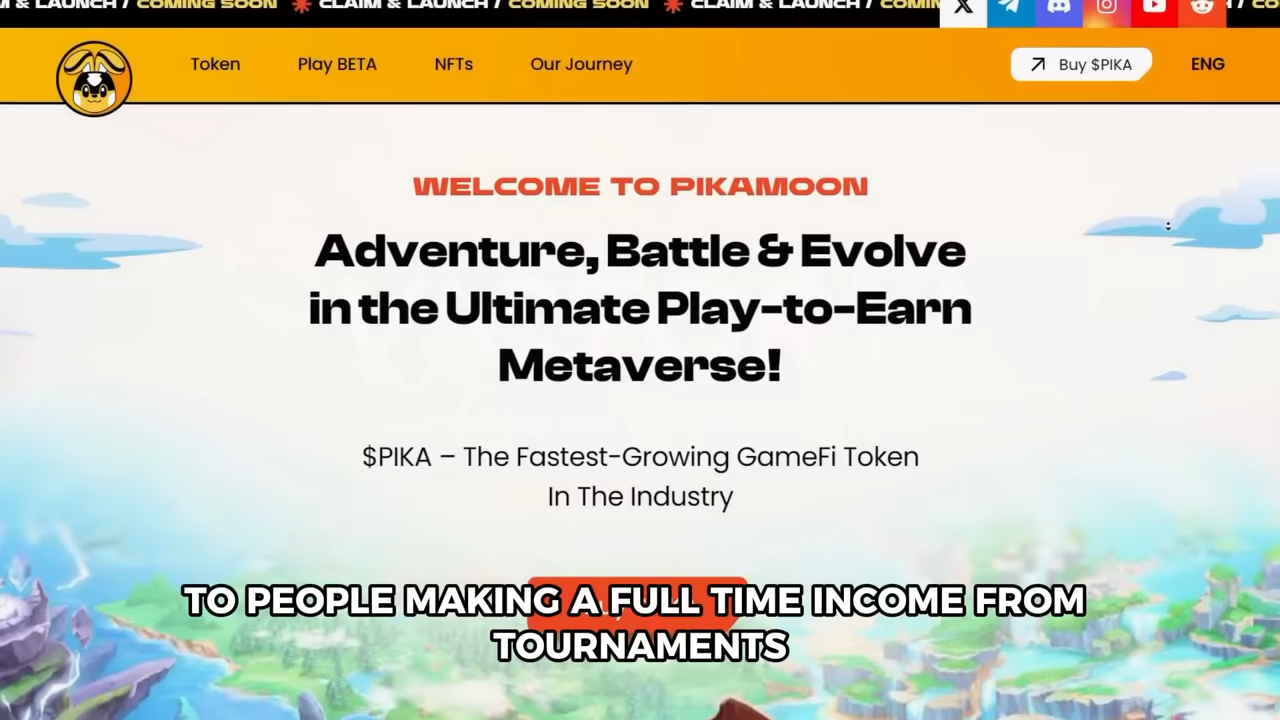 M & LAUNCH / COMING SOON CLAIM & LAUNCH / COMING SOON CLAIM & LAUNCH / COMIN
Token Play BETA NFTs Our Journey Buy $PIKA ENG
WELCOME TO PIKAMOON
Adventure, Battle & Evolve
in the Ultimate Play-to-Earn
Metaverse!
$PIKA – The Fastest-Growing GameFi Token
In The Industry
TO PEOPLE MAKING A FULL TIME INCOME FROM
TOURNAMENTS